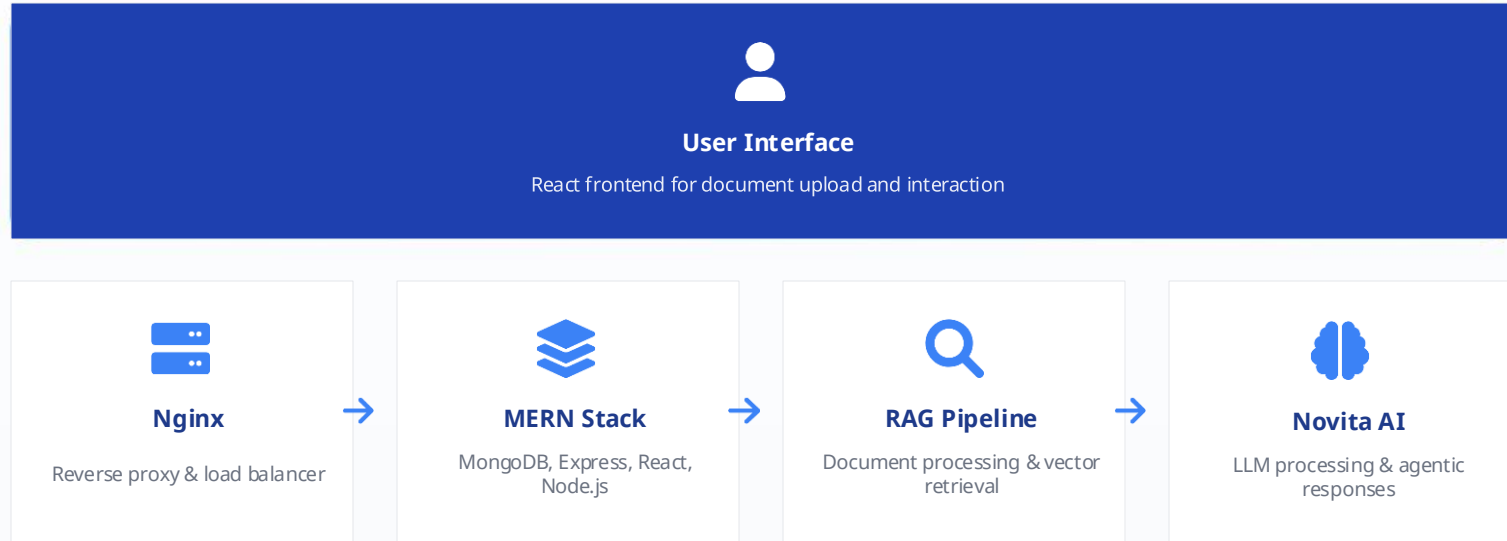 User Interface
React frontend for document upload and interaction
Nginx
Reverse proxy & load balancer
MERN Stack
MongoDB, Express, React,
Node.js
RAG Pipeline
Document processing & vector
retrieval
Novita AI
LLM processing & agentic
responses